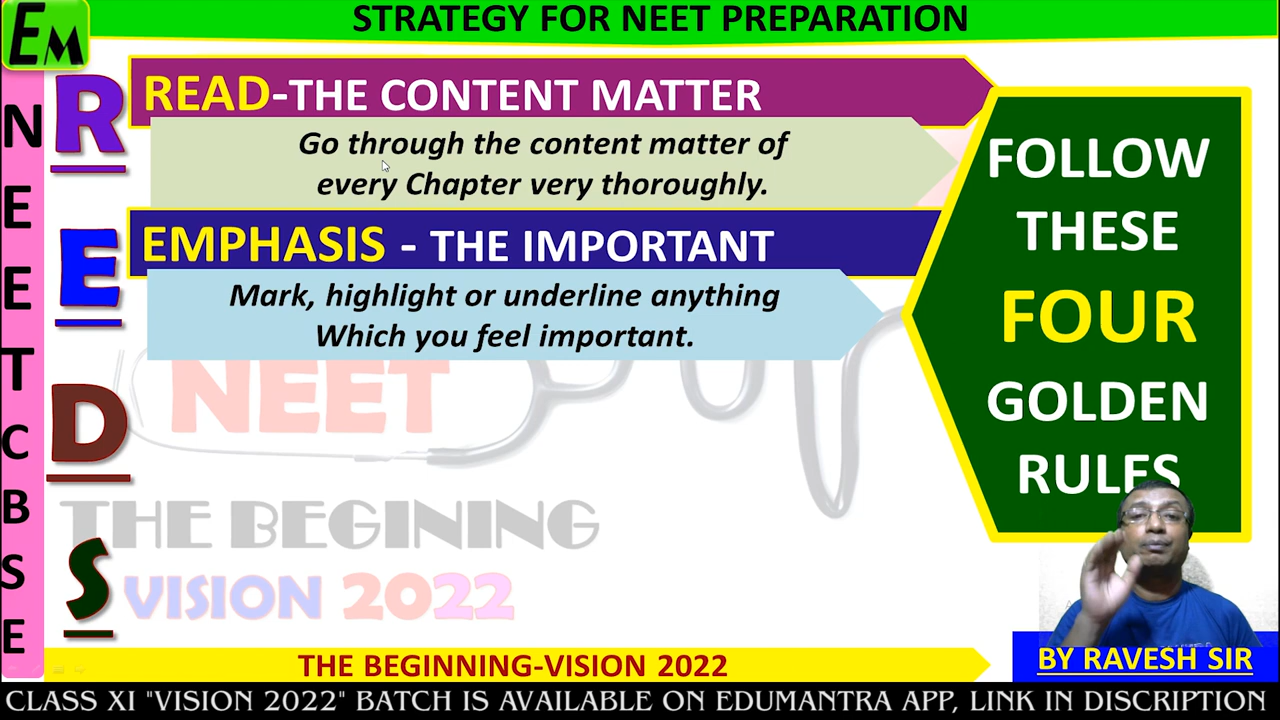 STRATEGY FOR NEET PREPARATION
EM
NEET CBSE
R
READ-THE CONTENT MATTER
Go through the content matter of
every Chapter very thoroughly.
E
EMPHASIS - THE IMPORTANT
Mark, highlight or underline anything
Which you feel important.
D
S
FOLLOW
THESE
FOUR
GOLDEN
RULES
NEET
THE BEGINING
VISION 2022
THE BEGINNING-VISION 2022
BY RAVESH SIR
CLASS XI "VISION 2022" BATCH IS AVAILABLE ON EDUMANTRA APP, LINK IN DISCRIPTION